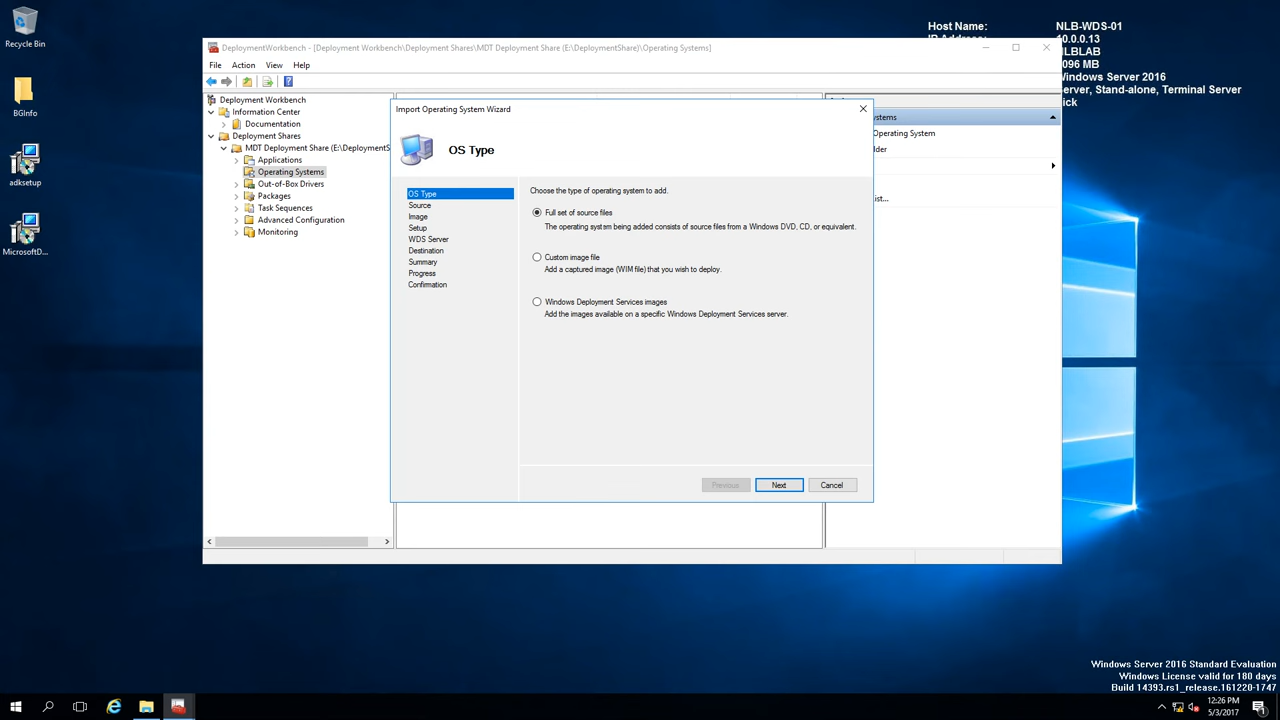 Recycle Bin
BGInfo
adksetup
MicrosoftD...
Host Name:
NLB-WDS-01
10.0.0.13
NLBLAB
096 MB
Windows Server 2016
erver, Stand-alone, Terminal Server
ick
DeploymentWorkbench - [Deployment Workbench\Deployment Shares\MDT Deployment Share (E:\DeploymentShare)\Operating Systems]
File Action View Help
Deployment Workbench
Information Center
Documentation
Deployment Shares
MDT Deployment Share (E:\DeploymentS
Applications
Operating Systems
Out-of-Box Drivers
Packages
Task Sequences
Advanced Configuration
Monitoring
ystems
Operating System
lder
ist...
Import Operating System Wizard
OS Type
OS Type
Source
Image
Setup
WDS Server
Destination
Summary
Progress
Confirmation
Choose the type of operating system to add.
Full set of source files
The operating system being added consists of source files from a Windows DVD, CD, or equivalent.
Custom image file
Add a captured image (WIM file) that you wish to deploy.
Windows Deployment Services images
Add the images available on a specific Windows Deployment Services server.
Previous Next Cancel
Windows Server 2016 Standard Evaluation
Windows License valid for 180 days
Build 14393.rs1_release.161220-1747
12:26 PM
5/3/2017